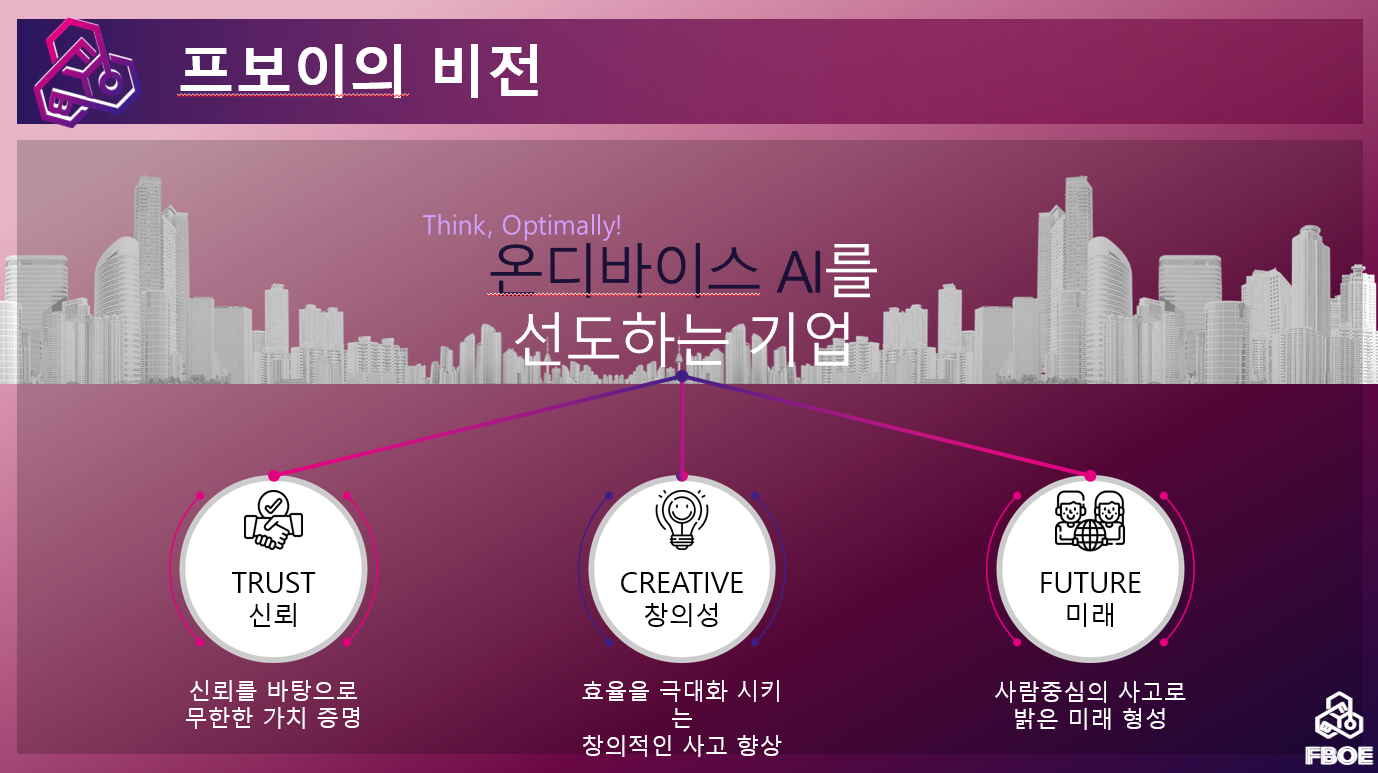 프보이의 비전
Think, Optimally!
온디바이스 AI를
선도하는 기업
TRUST
신뢰
신뢰를 바탕으로
무한한 가치 증명
CREATIVE
창의성
효율을 극대화 시키
는
창의적인 사고 향상
FUTURE
미래
사람중심의 사고로
밝은 미래 형성
FBOE